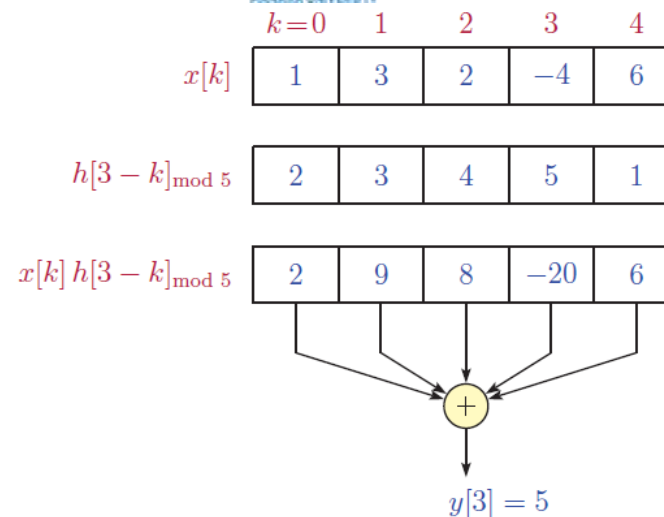 k=0 1 2 3 4
x[k] 1 3 2 −4 6
h[3 − k]mod 5 2 3 4 5 1
x[k] h[3 − k]mod 5 2 9 8 −20 6
+
y[3] = 5